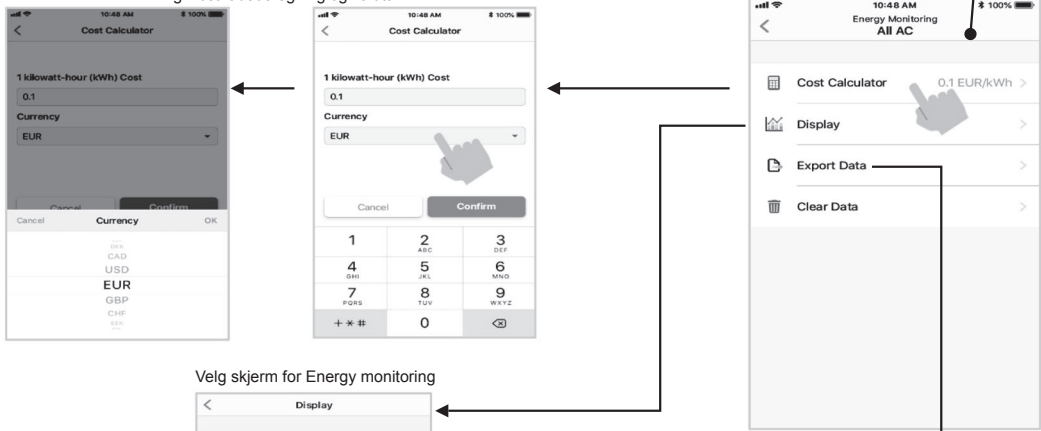 10:48 AM
100%
Cost Calculator
1 kilowatt-hour (kWh) Cost
0.1
Currency
EUR
Cancel
Confirm
Cancel
Currency
OK
CAD
USD
EUR
GBP
CHF
10:48 AM
100%
Cost Calculator
1 kilowatt-hour (kWh) Cost
0.1
Currency
EUR
Cancel
Confirm
1
2
ABC
3
DEF
4
GHI
5
JKL
6
MNO
7
PQRS
8
TUV
9
WXYZ
+*#
0
10:48 AM
100%
Energy Monitoring
All AC
Cost Calculator 0.1 EUR/kWh
Display
Export Data
Clear Data
Velg skjerm for Energy monitoring
Display